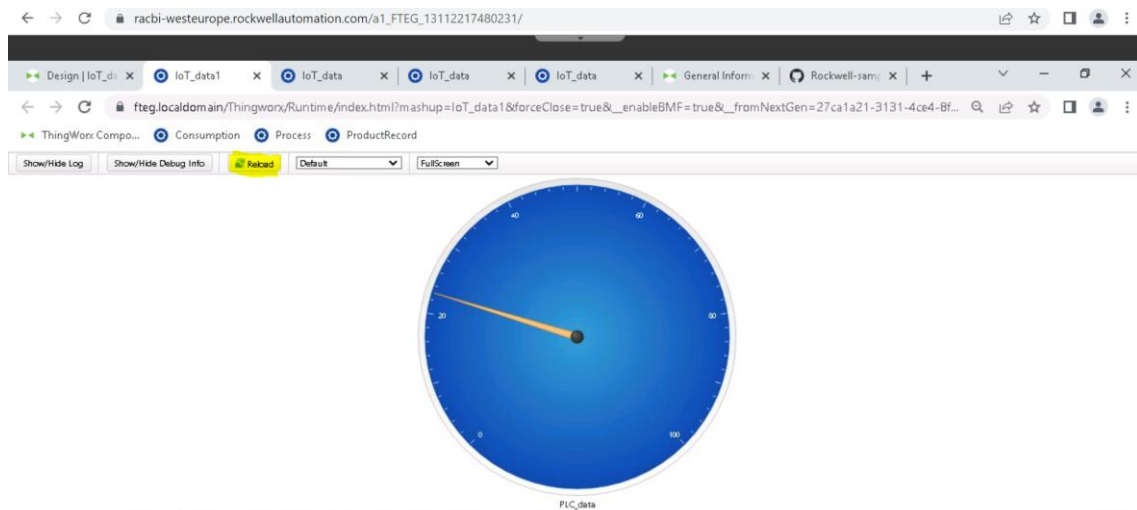 racbi-westeurope.rockwellautomation.com/a1_FTEG_13112217480231/
Design | IoT_d IoT_data1 IoT_data IoT_data IoT_data General Inform Rockwell-samp
fteg.localdomain/Thingworx/Runtime/index.html?mashup=IoT_data1&forceClose=true&__enableBMF=true&__fromNextGen=27ca1a21-3131-4ce4-8f...
ThingWorx Compo... Consumption Process ProductRecord
Show/Hide Log Show/Hide Debug Info Reload Default FullScreen
40 60
20 80
0 100
PLC_data